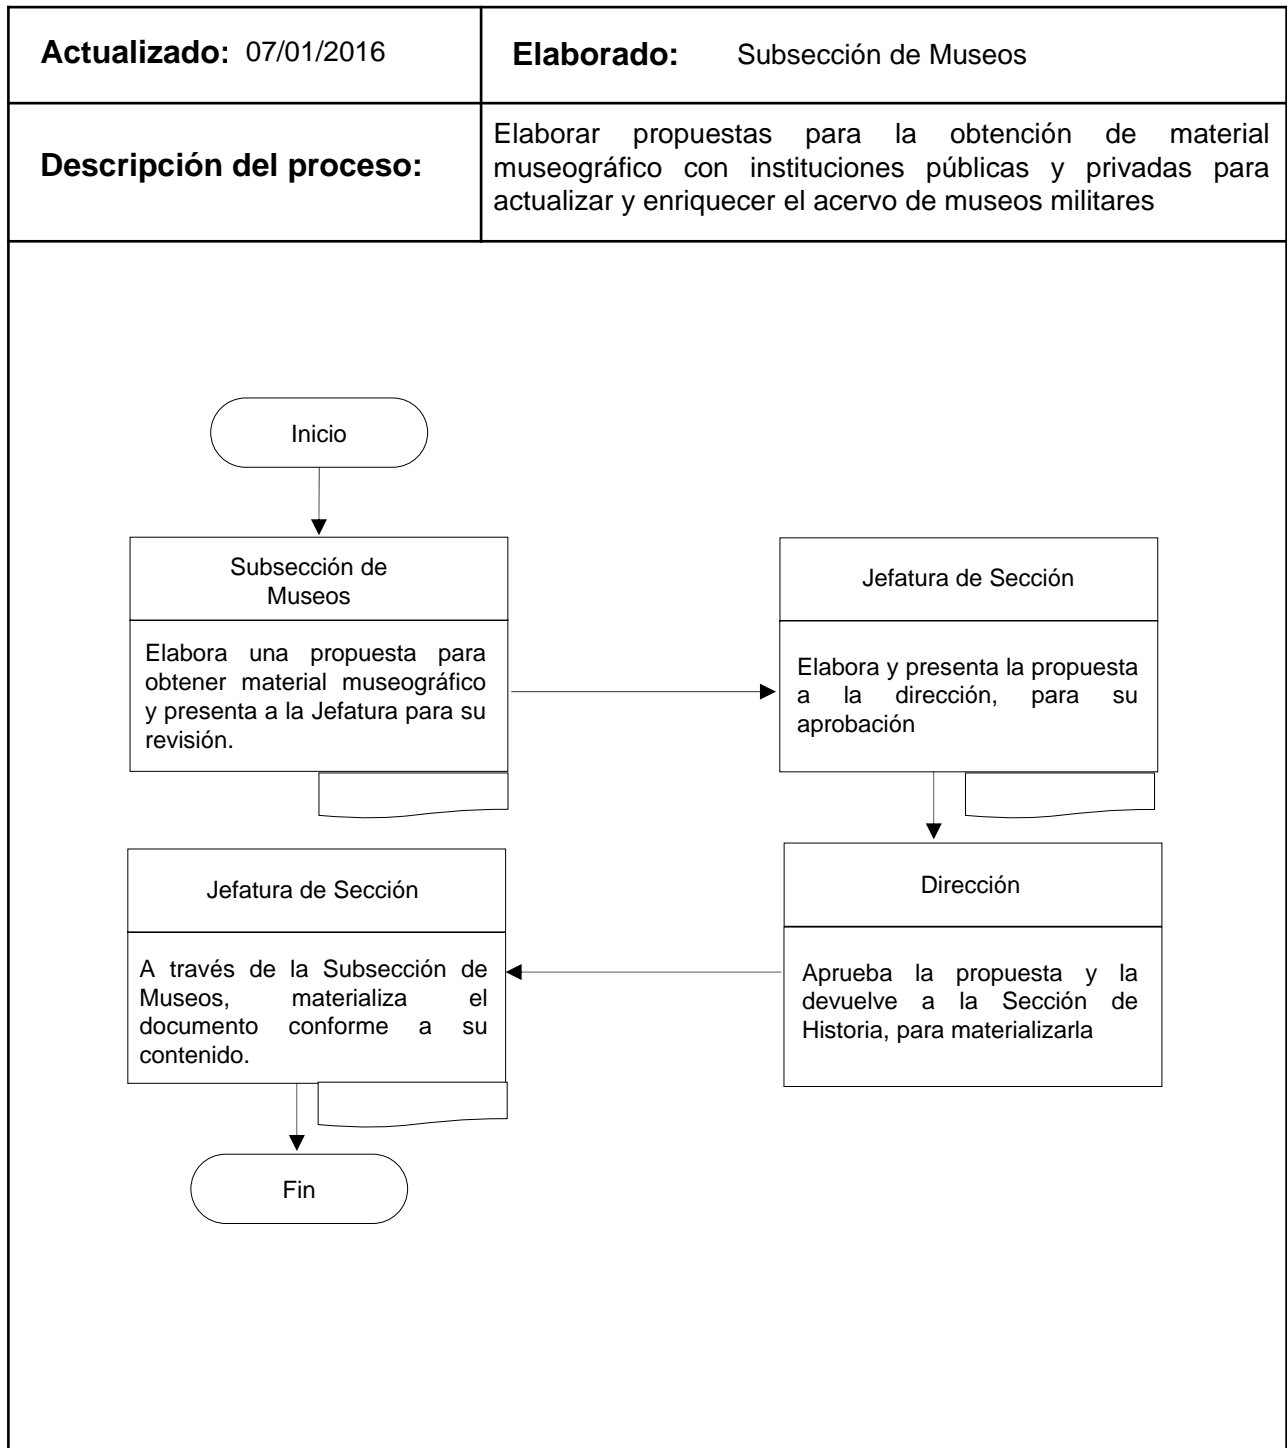 Actualizado: 07/01/2016
Elaborado: Subsección de Museos
Descripción del proceso:
Elaborar propuestas para la obtención de material
museográfico con instituciones públicas y privadas para
actualizar y enriquecer el acervo de museos militares
Inicio
Subsección de
Museos
Elabora una propuesta para
obtener material museográfico
y presenta a la Jefatura para su
revisión.
Jefatura de Sección
Elabora y presenta la propuesta
a la dirección, para su
aprobación
Dirección
Aprueba la propuesta y la
devuelve a la Sección de
Historia, para materializarla
Jefatura de Sección
A través de la Subsección de
Museos, materializa el
documento conforme a su
contenido.
Fin